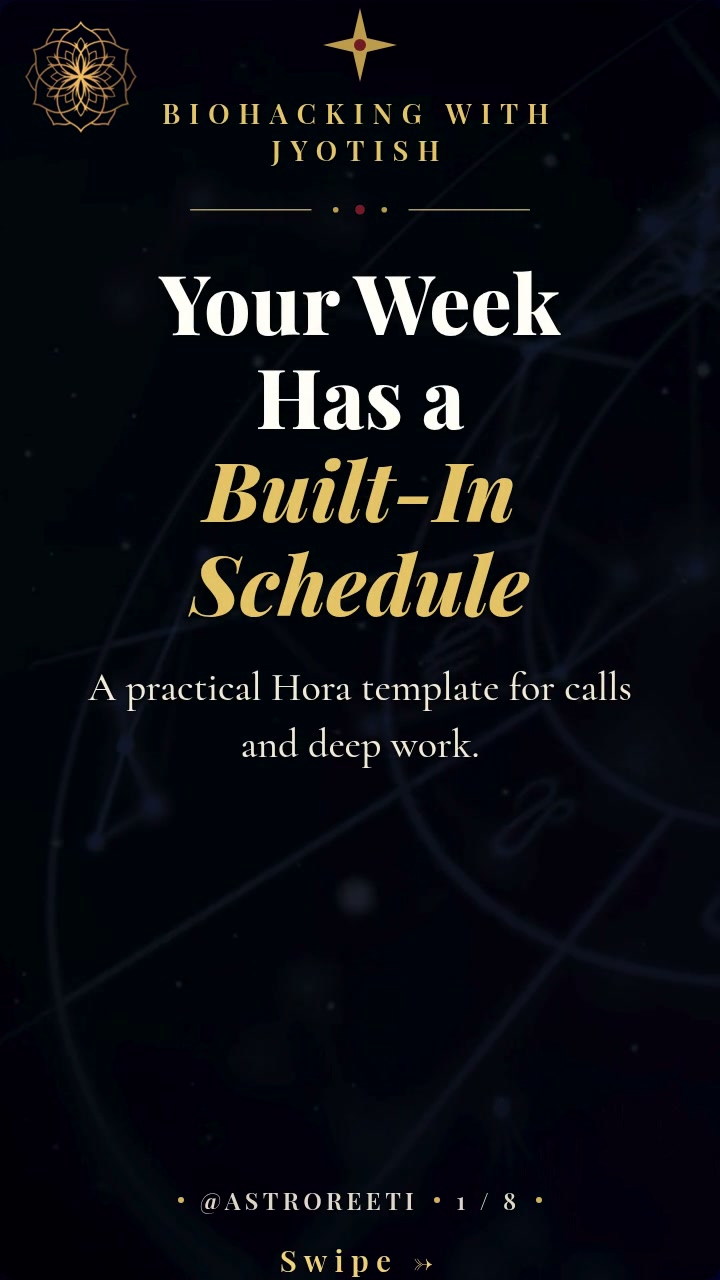 BIOHACKING WITH
JYOTISH
Your Week
Has a
Built-In
Schedule
A practical Hora template for calls
and deep work.
• @ASTROREETI • 1 / 8 •
Swipe ➳